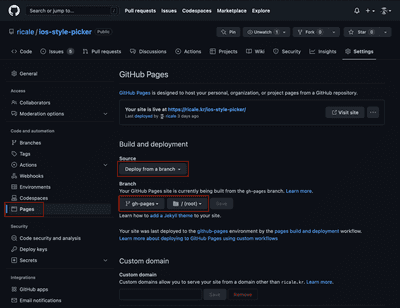 Search or jump to...
/
Pull requests
Issues
Codespaces
Marketplace
Explore
ricale / ios-style-picker
Public
Pin
Unwatch 1
Fork 0
Star 0
Code
Issues 5
Pull requests
Discussions
Actions
Projects
Wiki
Security
Insights
Settings
General
Access
Collaborators
Moderation options
Code and automation
Branches
Tags
Actions
Webhooks
Environments
Codespaces
Pages
Security
Code security and analysis
Deploy keys
Secrets
Integrations
GitHub apps
Email notifications
GitHub Pages
GitHub Pages is designed to host your personal, organization, or project pages from a GitHub repository.
Your site is live at https://ricale.kr/ios-style-picker/
Last deployed by ricale 3 days ago
Visit site
Build and deployment
Source
Deploy from a branch
Branch
Your GitHub Pages site is currently being built from the gh-pages branch. Learn more.
gh-pages
/ (root)
Save
Learn how to add a Jekyll theme to your site.
Your site was last deployed to the github-pages environment by the pages build and deployment workflow.
Learn more about deploying to GitHub Pages using custom workflows
Custom domain
Custom domain
Custom domains allow you to serve your site from a domain other than ricale.kr. Learn more.
Save
Remove